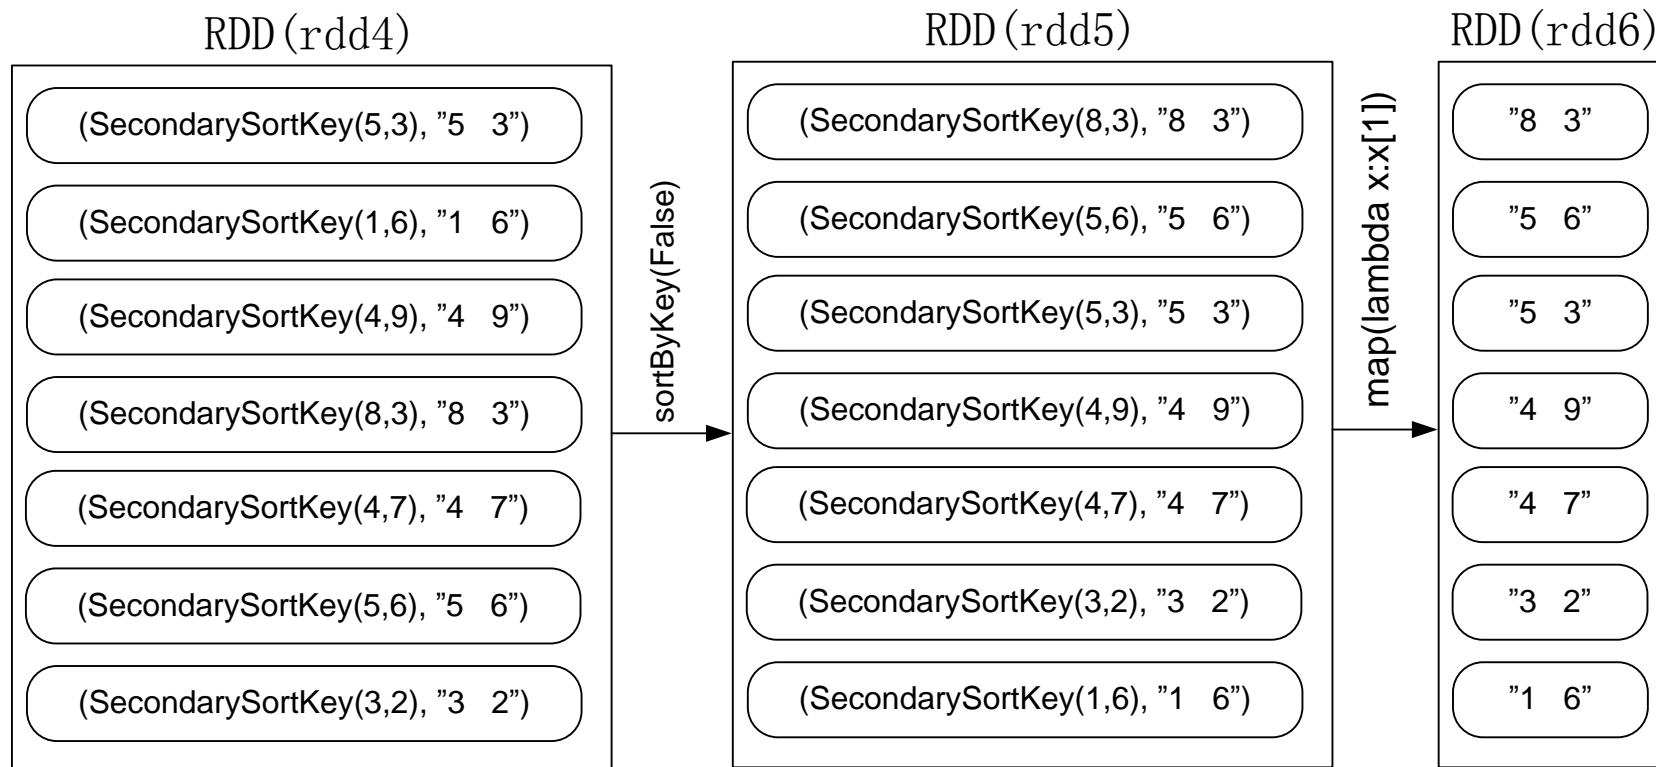 RDD(rdd4)
(SecondarySortKey(5,3), ”5 3”)
(SecondarySortKey(1,6), ”1 6”)
(SecondarySortKey(4,9), ”4 9”)
(SecondarySortKey(8,3), ”8 3”)
(SecondarySortKey(4,7), ”4 7”)
(SecondarySortKey(5,6), ”5 6”)
(SecondarySortKey(3,2), ”3 2”)
sortByKey(False)
RDD(rdd5)
(SecondarySortKey(8,3), ”8 3”)
(SecondarySortKey(5,6), ”5 6”)
(SecondarySortKey(5,3), ”5 3”)
(SecondarySortKey(4,9), ”4 9”)
(SecondarySortKey(4,7), ”4 7”)
(SecondarySortKey(3,2), ”3 2”)
(SecondarySortKey(1,6), ”1 6”)
map(lambda x:x[1])
RDD(rdd6)
”8 3”
”5 6”
”5 3”
”4 9”
”4 7”
”3 2”
”1 6”